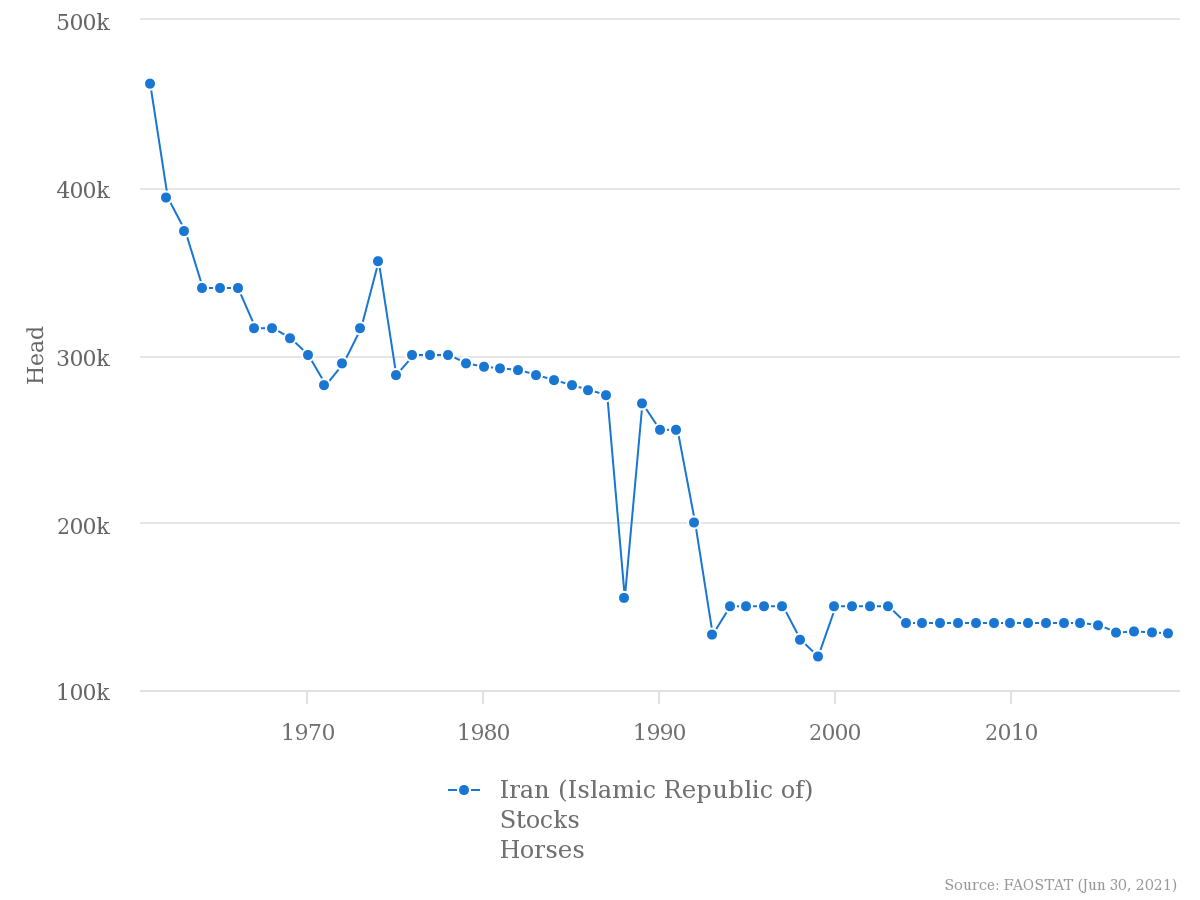 500k
400k
300k
200k
100k
Head
1970 1980 1990 2000 2010
Iran (Islamic Republic of)
Stocks
Horses
Source: FAOSTAT (Jun 30, 2021)